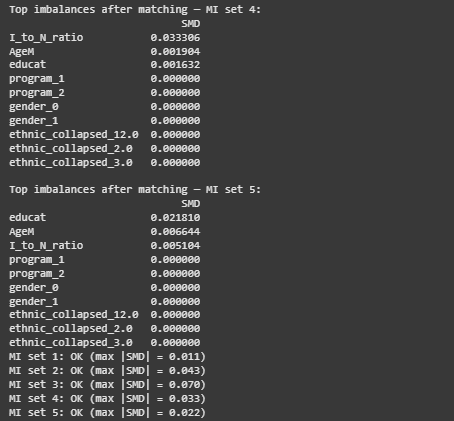 Top imbalances after matching — MI set 4:
SMD
I_to_N_ratio 0.033306
AgeM 0.001904
educat 0.001632
program_1 0.000000
program_2 0.000000
gender_0 0.000000
gender_1 0.000000
ethnic_collapsed_12.0 0.000000
ethnic_collapsed_2.0 0.000000
ethnic_collapsed_3.0 0.000000
Top imbalances after matching — MI set 5:
SMD
educat 0.021810
AgeM 0.006644
I_to_N_ratio 0.005104
program_1 0.000000
program_2 0.000000
gender_0 0.000000
gender_1 0.000000
ethnic_collapsed_12.0 0.000000
ethnic_collapsed_2.0 0.000000
ethnic_collapsed_3.0 0.000000
MI set 1: OK (max |SMD| = 0.011)
MI set 2: OK (max |SMD| = 0.043)
MI set 3: OK (max |SMD| = 0.070)
MI set 4: OK (max |SMD| = 0.033)
MI set 5: OK (max |SMD| = 0.022)